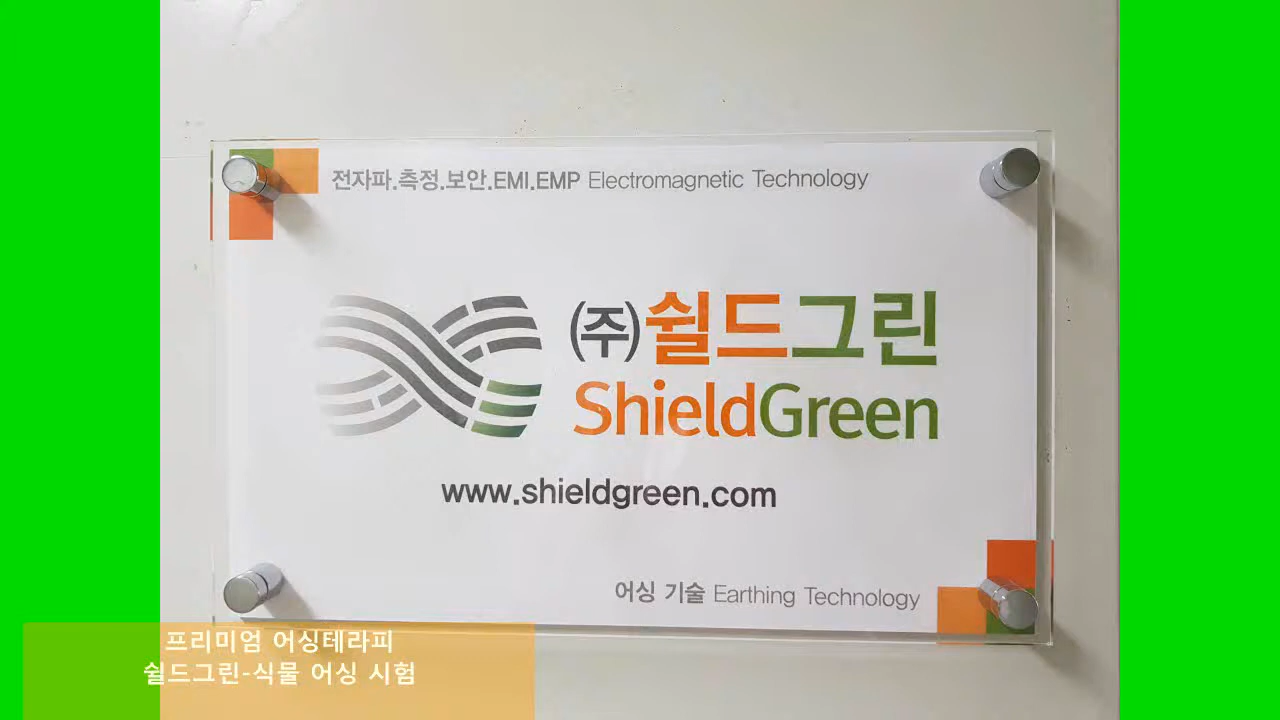 전자파.측정.보안.EMI.EMP Electromagnetic Technology
(주)쉴드그린
ShieldGreen
www.shieldgreen.com
어싱 기술 Earthing Technology
프리미엄 어싱테라피
쉴드그린-식물 어싱 시험